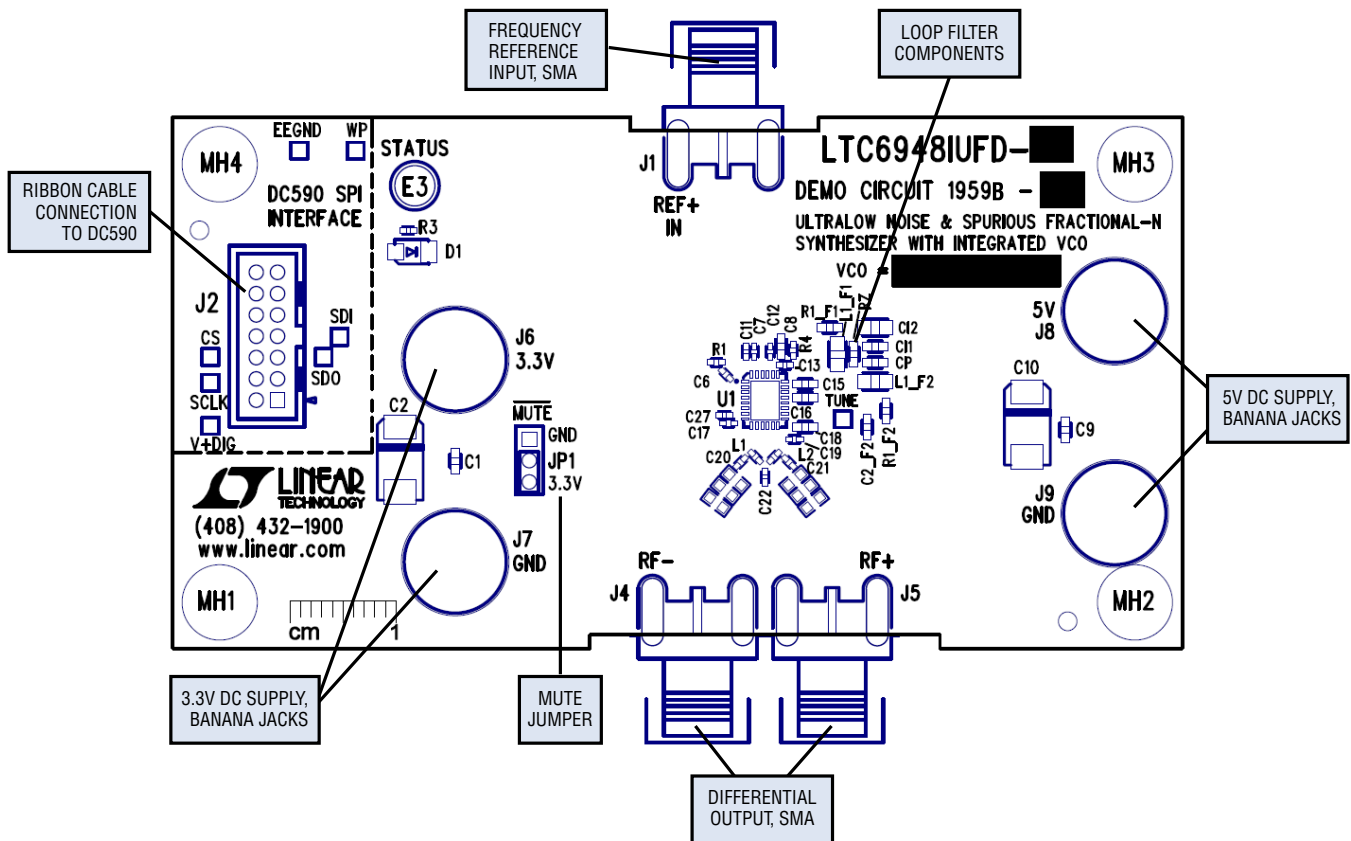 FREQUENCY
REFERENCE
INPUT, SMA
LOOP FILTER
COMPONENTS
RIBBON CABLE
CONNECTION
TO DC590
EEGND
WP
MH4
STATUS
E3
DC590 SPI
INTERFACE
R3
D1
J1
REF+
IN
LTC6948IUFD-
DEMO CIRCUIT 1959B -
ULTRALOW NOISE & SPURIOUS FRACTIONAL-N
SYNTHESIZER WITH INTEGRATED VCO
VCO =
MH3
J2
CS
SCLK
V+DIG
SDI
SDO
J6
3.3V
C2
C1
MUTE
GND
JP1
3.3V
J7
GND
LINEAR
TECHNOLOGY
(408) 432-1900
www.linear.com
MH1
cm
1
C11
C7
C12
C8
R4
R1_F1
L1_F1
RZ
CI2
CI1
CP
L1_F2
R1
C6
C13
U1
C15
C16
TUNE
C27
C17
C18
C19
L1
L2
C20
C21
C22
C2_F2
R1_F2
5V
J8
C10
C9
J9
GND
MH2
RF-
J4
RF+
J5
5V DC SUPPLY,
BANANA JACKS
3.3V DC SUPPLY,
BANANA JACKS
MUTE
JUMPER
DIFFERENTIAL
OUTPUT, SMA